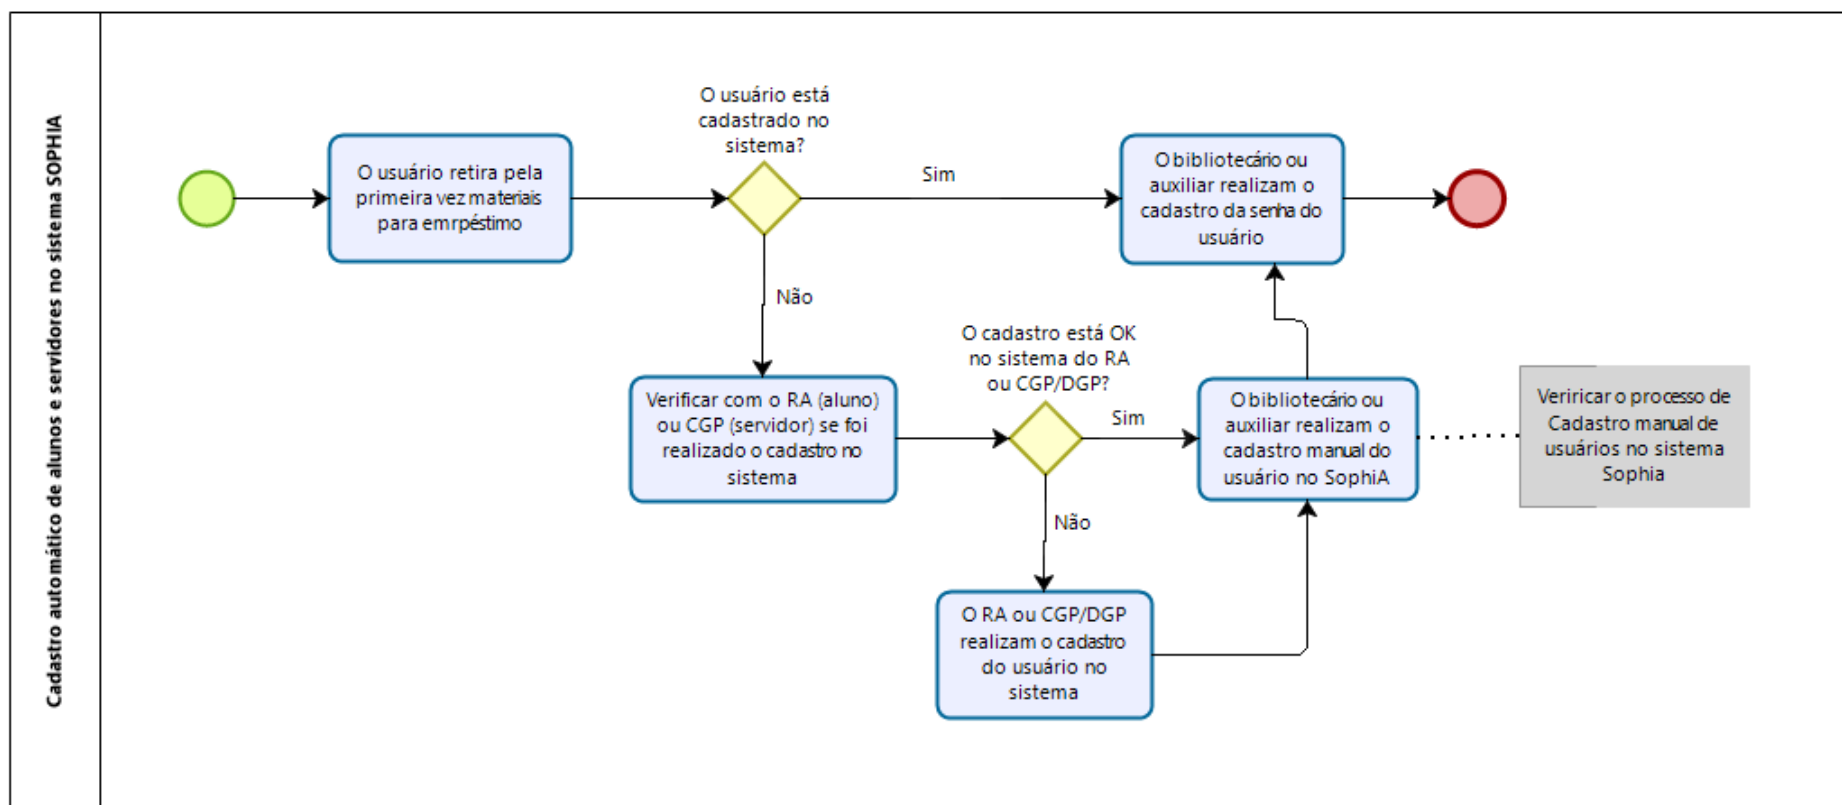 Cadastro automático de alunos e servidores no sistema SOPHIA
O usuário retira pela
primeira vez materiais
para emrpéstimo
O usuário está
cadastrado no
sistema?
Sim
O bibliotecário ou
auxiliar realizam o
cadastro da senha do
usuário
Não
Verificar com o RA (aluno)
ou CGP (servidor) se foi
realizado o cadastro no
sistema
O cadastro está OK
no sistema do RA
ou CGP/DGP?
Sim
O bibliotecário ou
auxiliar realizam o
cadastro manual do
usuário no SophiA
Veriricar o processo de
Cadastro manual de
usuários no sistema
Sophia
Não
O RA ou CGP/DGP
realizam o cadastro
do usuário no
sistema